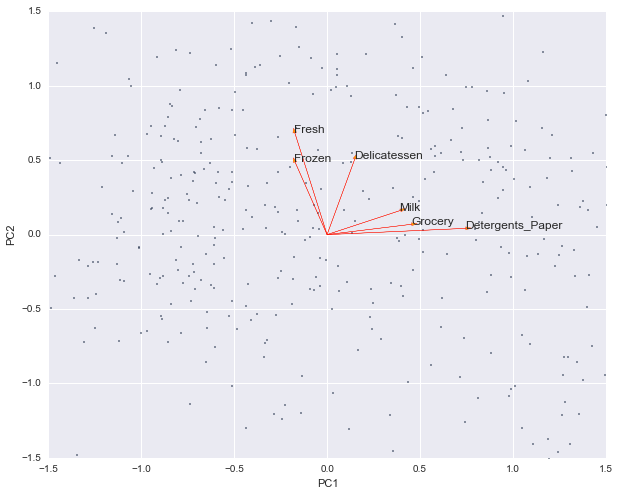 1.5
1.0
0.5
0.0
−0.5
−1.0
−1.5
PC2
Fresh
Frozen
Delicatessen
Milk
Grocery
Detergents_Paper
−1.5 −1.0 −0.5 0.0 0.5 1.0 1.5
PC1